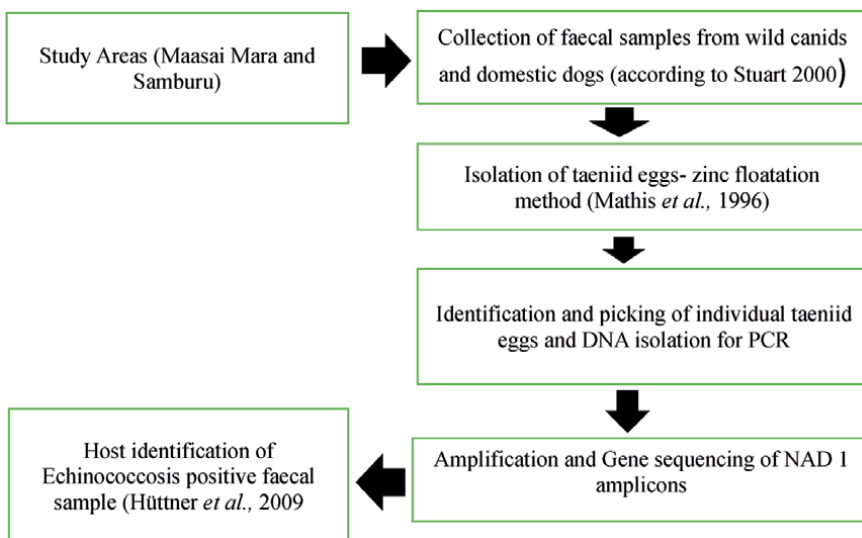 Study Areas (Maasai Mara and
Samburu)
Collection of faecal samples from wild canids
and domestic dogs (according to Stuart 2000)
Isolation of taeniid eggs- zinc floatation
method (Mathis et al., 1996)
Identification and picking of individual taeniid
eggs and DNA isolation for PCR
Amplification and Gene sequencing of NAD 1
amplicons
Host identification of
Echinococcosis positive faecal
sample (Hüttner et al., 2009